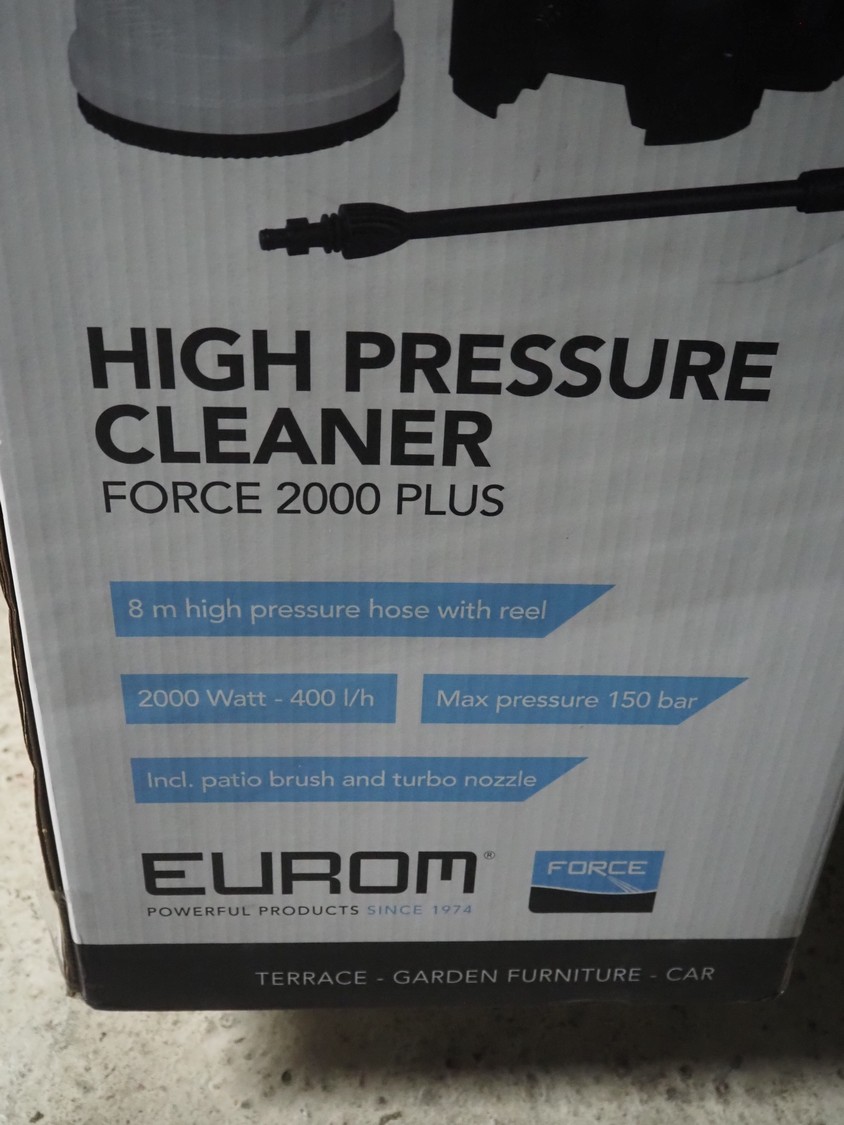 HIGH PRESSURE
CLEANER
FORCE 2000 PLUS
8 m high pressure hose with reel
2000 Watt - 400 l/h
Max pressure 150 bar
Incl. patio brush and turbo nozzle
EUROM®
FORCE
POWERFUL PRODUCTS SINCE 1974
TERRACE - GARDEN FURNITURE - CAR